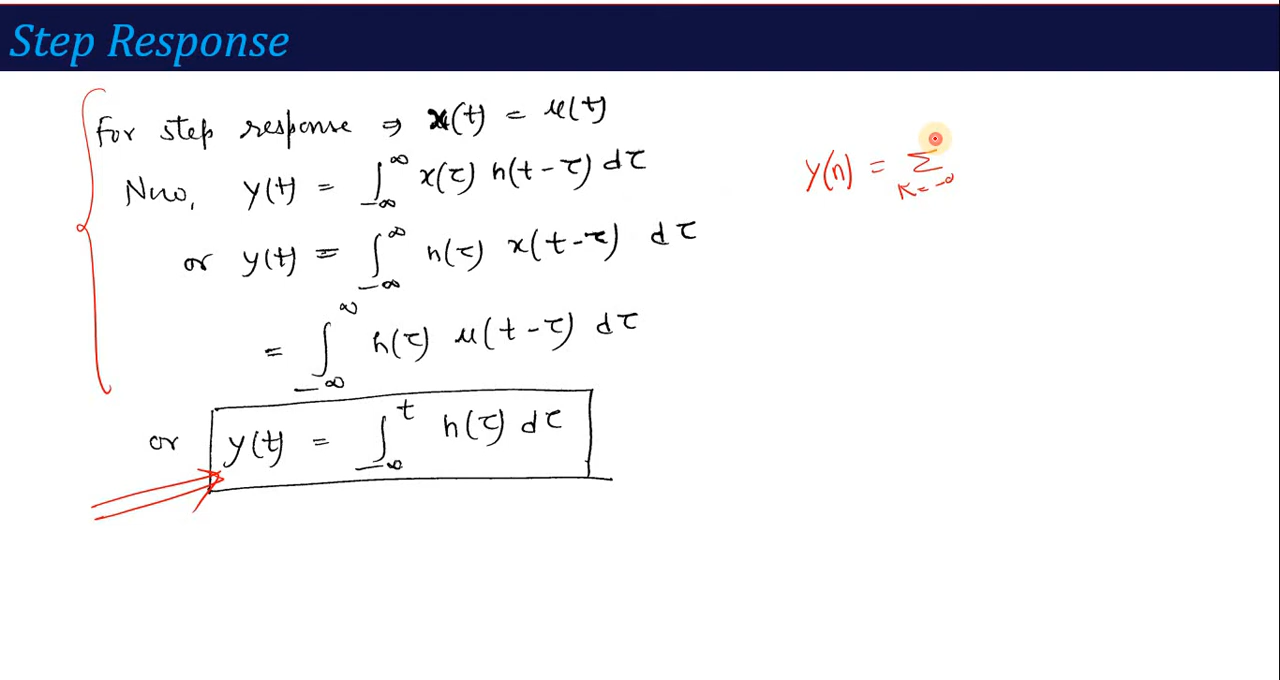 Step Response
For step response ⇒ x(t) = u(t)
Now, y(t) = ∫_{-∞}^{∞} x(τ) h(t-τ) dτ
or y(t) = ∫_{-∞}^{∞} h(τ) x(t-τ) dτ
= ∫_{-∞}^{∞} h(τ) u(t-τ) dτ
or y(t) = ∫_{-∞}^{t} h(τ) dτ
y(n) = Σ_{K=-∞}